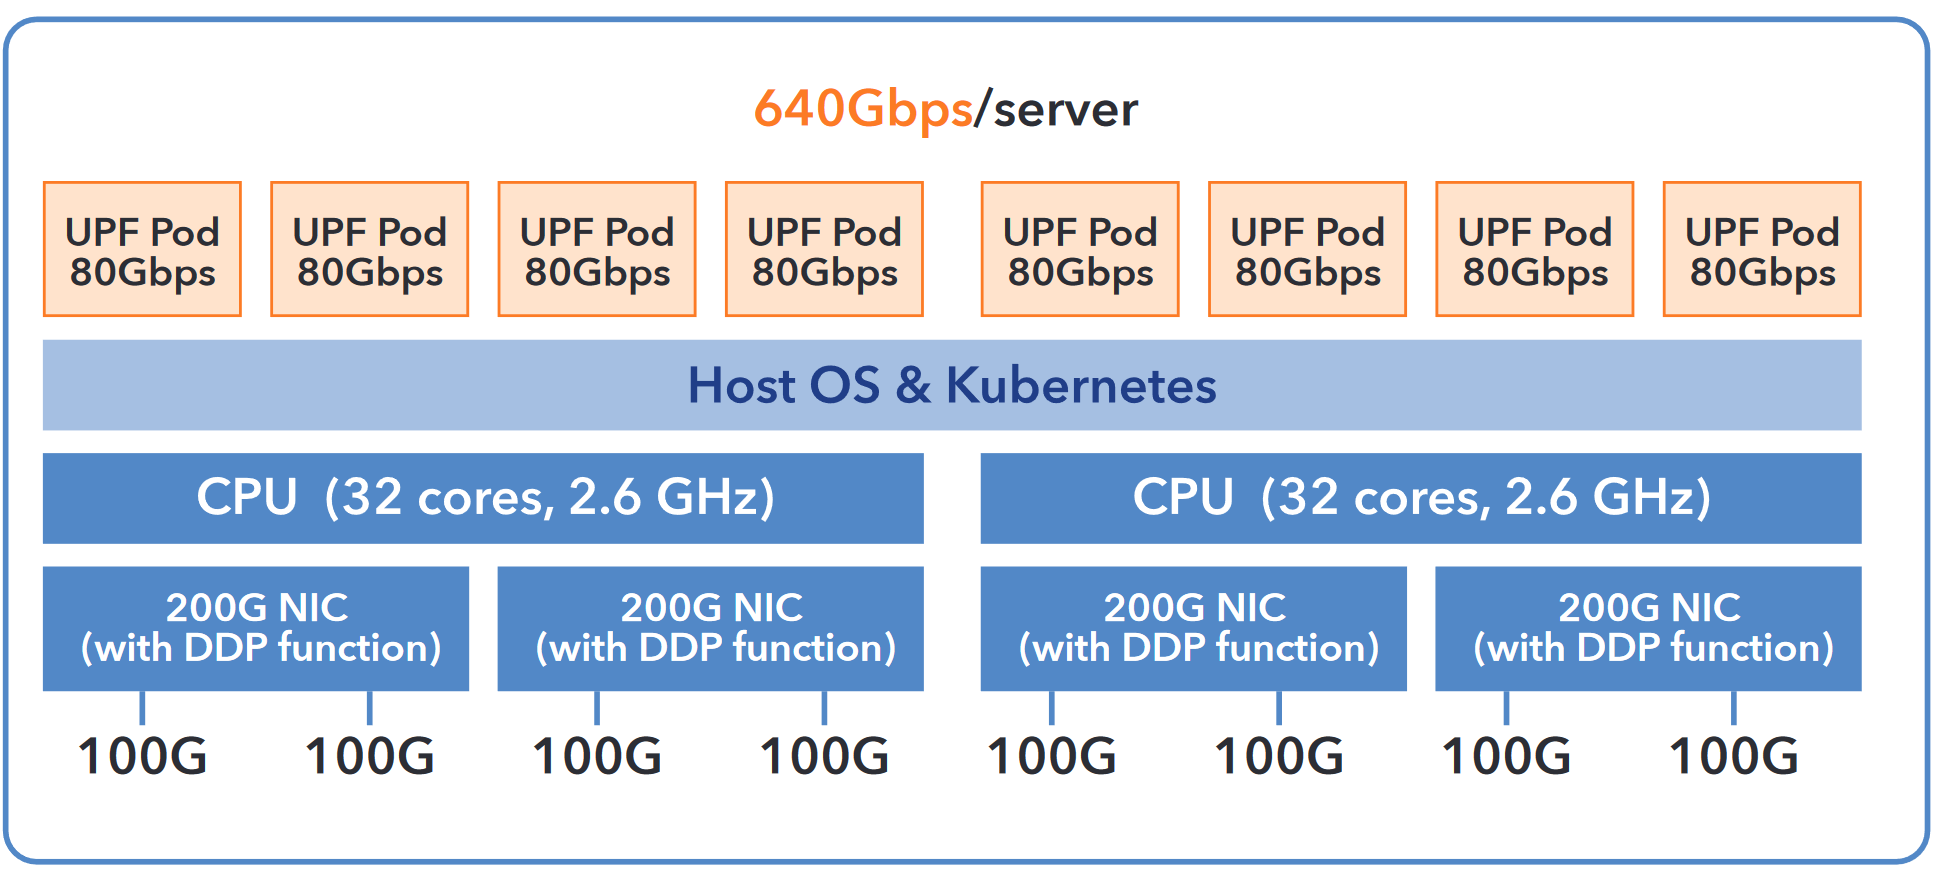 640Gbps/server
UPF Pod
80Gbps
UPF Pod
80Gbps
UPF Pod
80Gbps
UPF Pod
80Gbps
UPF Pod
80Gbps
UPF Pod
80Gbps
UPF Pod
80Gbps
UPF Pod
80Gbps
Host OS & Kubernetes
CPU (32 cores, 2.6 GHz)
CPU (32 cores, 2.6 GHz)
200G NIC
(with DDP function)
200G NIC
(with DDP function)
200G NIC
(with DDP function)
200G NIC
(with DDP function)
100G
100G
100G
100G
100G
100G
100G
100G